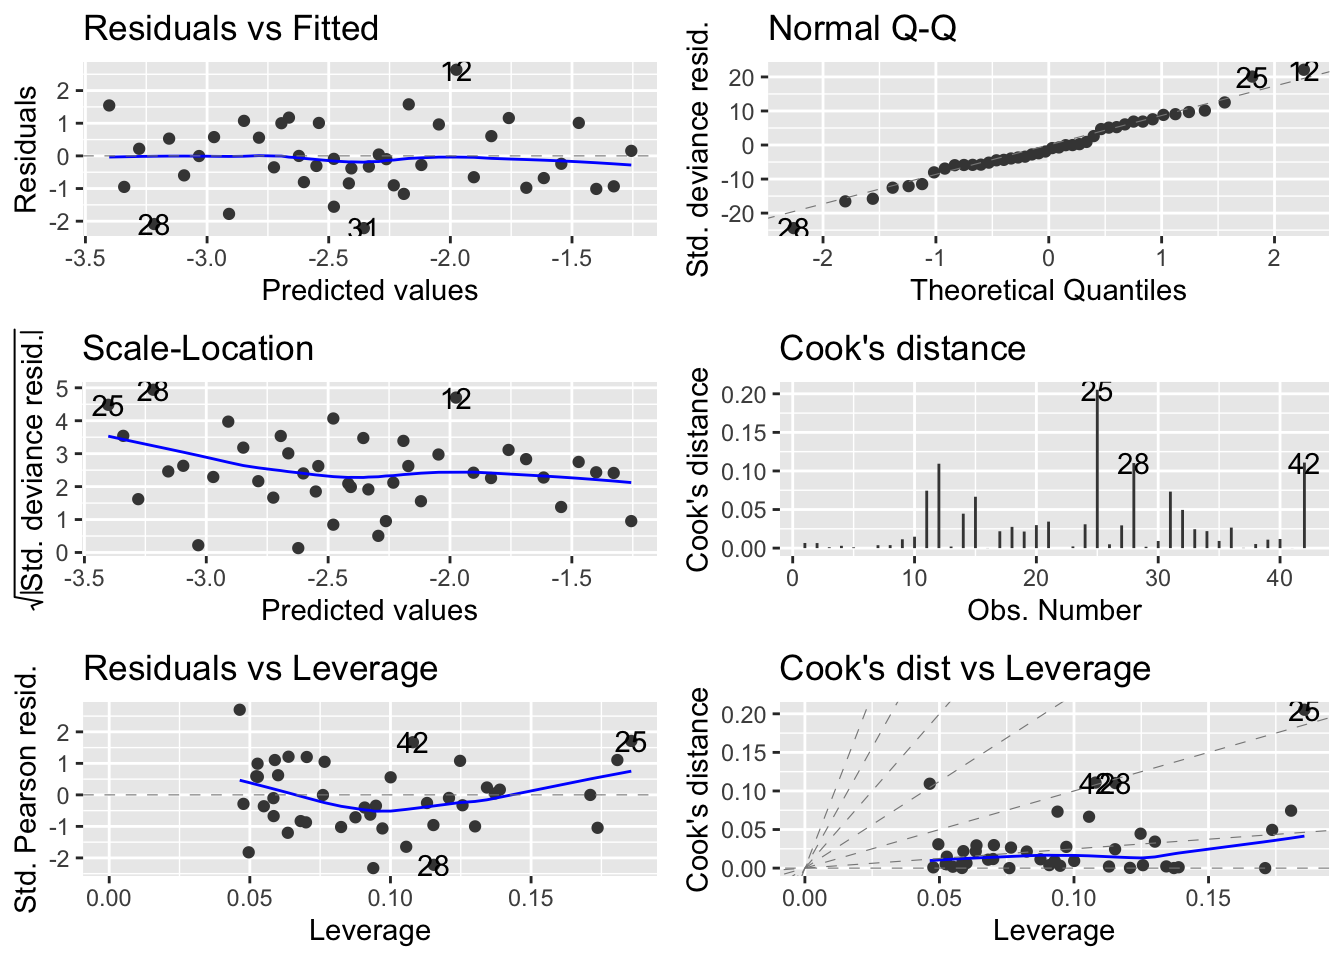 Residuals vs Fitted
Residuals
2
1
0
-1
-2
12
28
31
-3.5 -3.0 -2.5 -2.0 -1.5
Predicted values
Normal Q-Q
Std. deviance resid.
20
10
0
-10
-20
25 12
28
-2 -1 0 1 2
Theoretical Quantiles
Scale-Location
√|Std. deviance resid.|
5
4
3
2
1
0
25 28 12
-3.5 -3.0 -2.5 -2.0 -1.5
Predicted values
Cook's distance
Cook's distance
0.20
0.15
0.10
0.05
0.00
25
28 42
0 10 20 30 40
Obs. Number
Residuals vs Leverage
Std. Pearson resid.
2
1
0
-1
-2
42 25
28
0.00 0.05 0.10 0.15
Leverage
Cook's dist vs Leverage
Cook's distance
0.20
0.15
0.10
0.05
0.00
25
42 28
0.00 0.05 0.10 0.15
Leverage